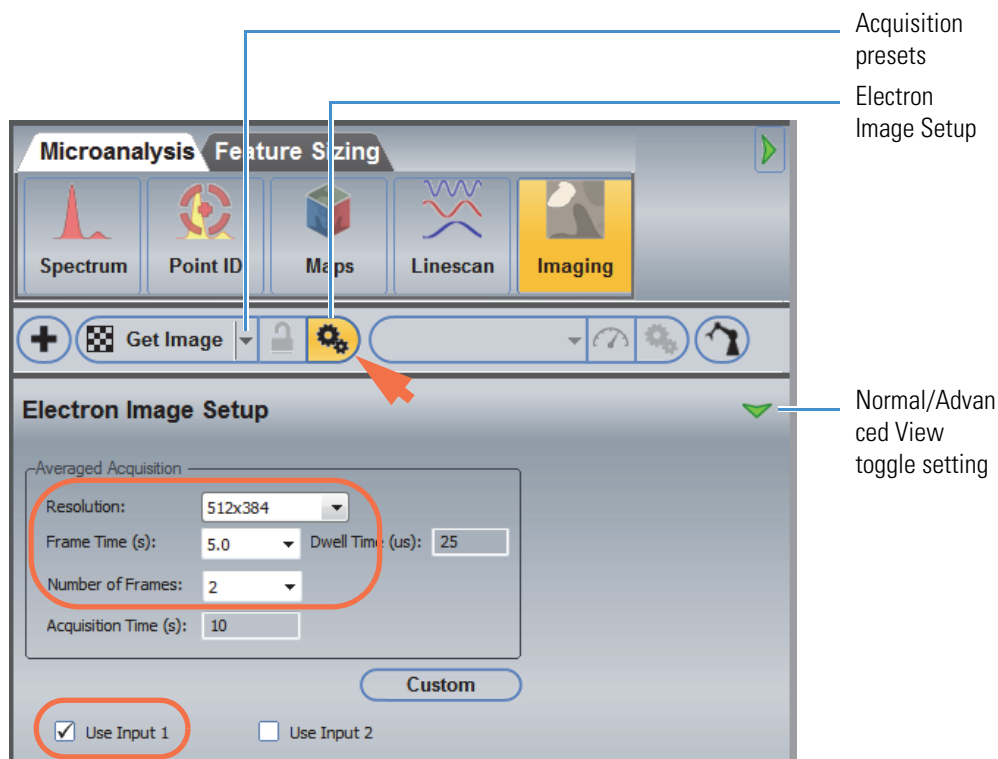 Acquisition
presets
Electron
Image Setup
Microanalysis Feature Sizing
Spectrum Point ID Maps Linescan Imaging
Get Image
Electron Image Setup
Normal/Advan
ced View
toggle setting
Averaged Acquisition
Resolution: 512x384
Frame Time (s): 5.0 Dwell Time (us): 25
Number of Frames: 2
Acquisition Time (s): 10
Custom
Use Input 1 Use Input 2